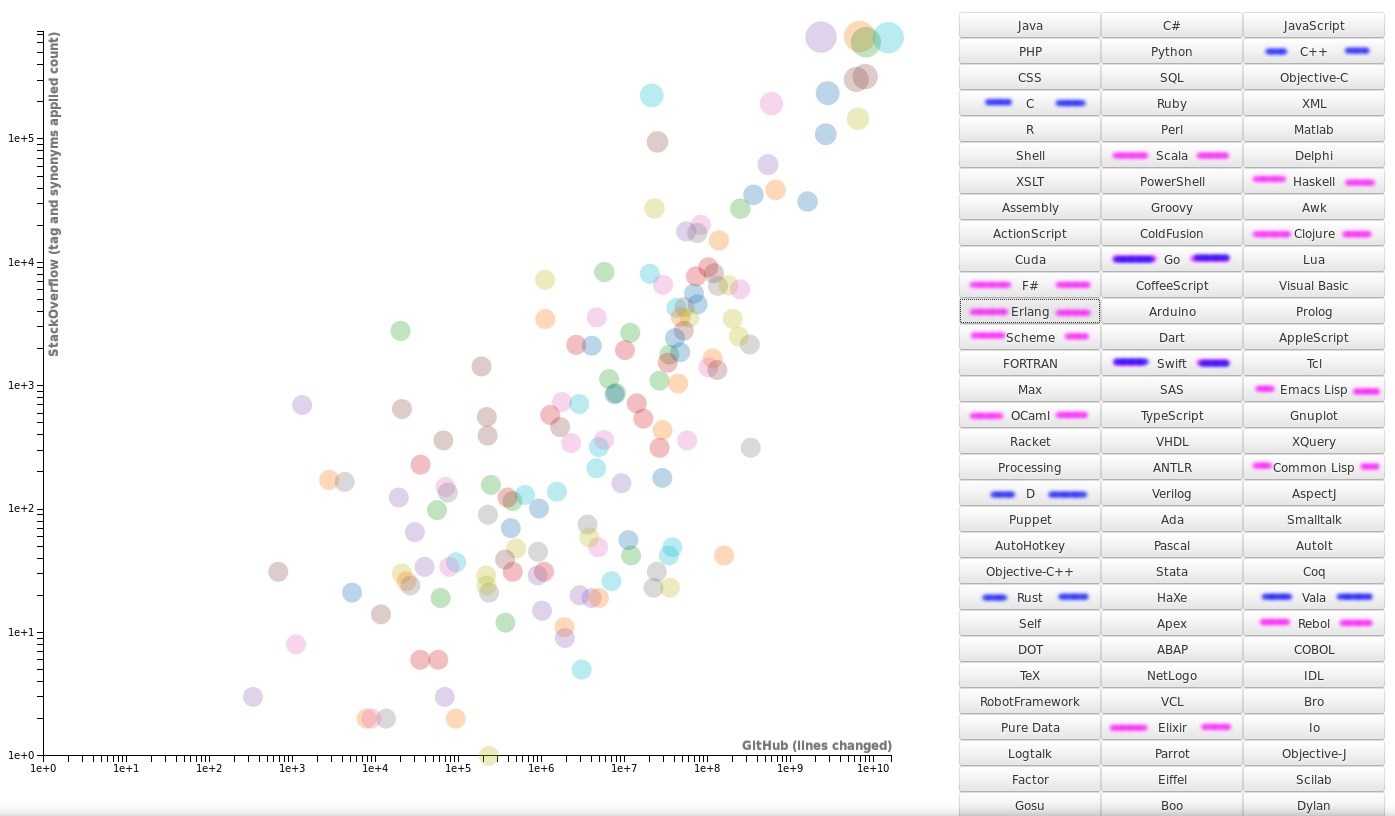 StackOverflow (tag and synonyms applied count)
1e+5
1e+4
1e+3
1e+2
1e+1
1e+0
GitHub (lines changed)
1e+0 1e+1 1e+2 1e+3 1e+4 1e+5 1e+6 1e+7 1e+8 1e+9 1e+10
Java C# JavaScript
PHP Python C++
CSS SQL Objective-C
C Ruby XML
R Perl Matlab
Shell Scala Delphi
XSLT PowerShell Haskell
Assembly Groovy Awk
ActionScript ColdFusion Clojure
Cuda Go Lua
F# CoffeeScript Visual Basic
Erlang Arduino Prolog
Scheme Dart AppleScript
FORTRAN Swift Tcl
Max SAS Emacs Lisp
OCaml TypeScript Gnuplot
Racket VHDL XQuery
Processing ANTLR Common Lisp
D Verilog AspectJ
Puppet Ada Smalltalk
AutoHotkey Pascal AutoIt
Objective-C++ Stata Coq
Rust HaXe Vala
Self Apex Rebol
DOT ABAP COBOL
TeX NetLogo IDL
RobotFramework VCL Bro
Pure Data Elixir Io
Logtalk Parrot Objective-J
Factor Eiffel Scilab
Gosu Boo Dylan